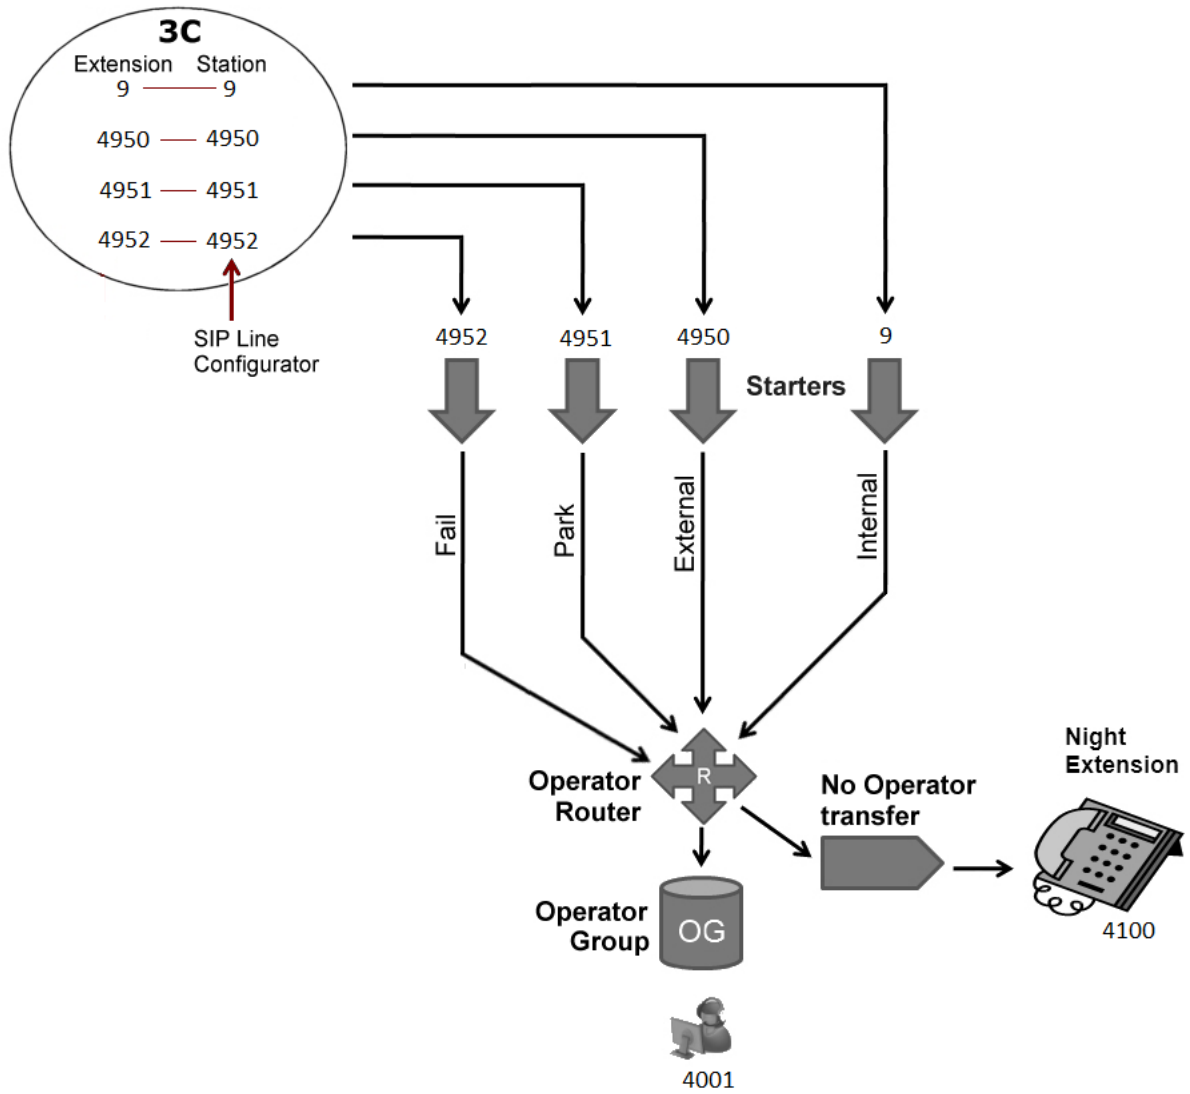 3C
Extension Station
9 9
4950 4950
4951 4951
4952 4952
SIP Line
Configurator
4952 4951 4950 9
Starters
Fail
Park
External
Internal
Operator
Router
R
No Operator
transfer
Night
Extension
4100
Operator
Group
OG
4001